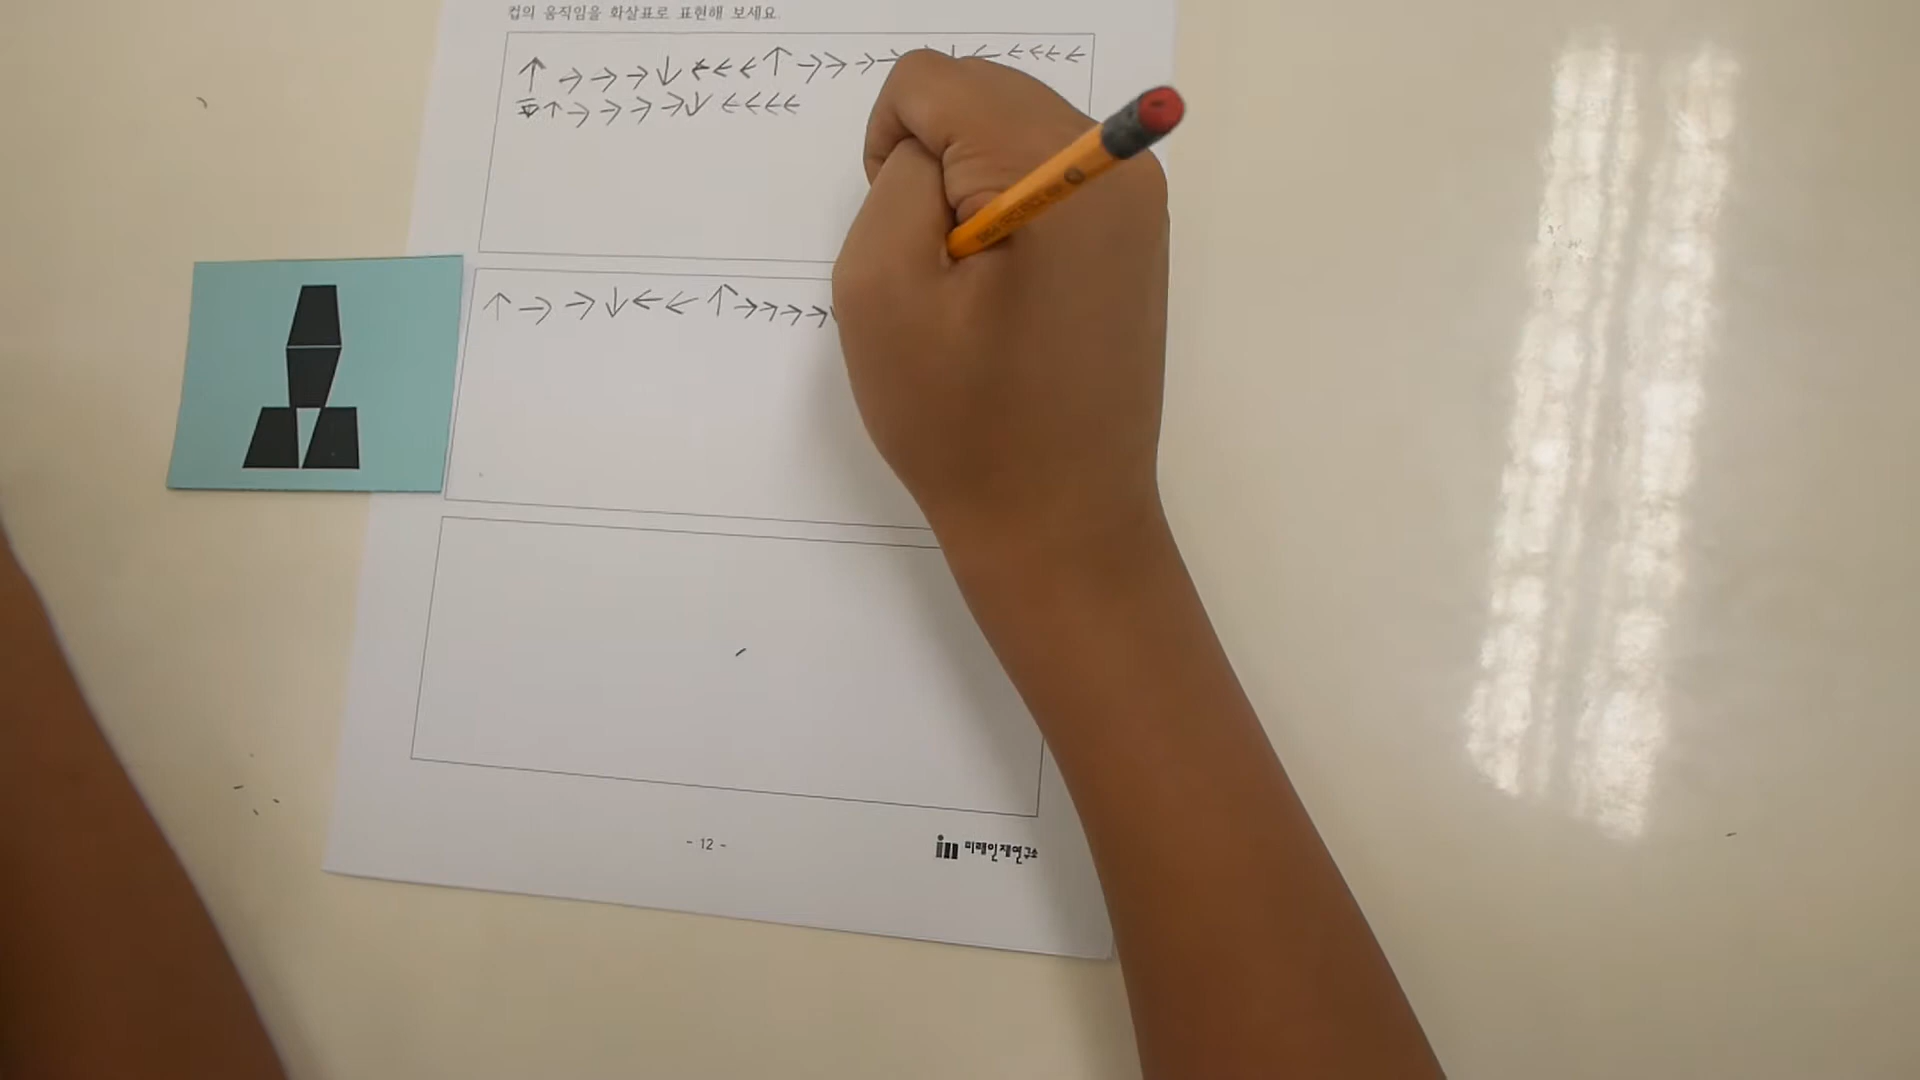 컵의 움직임을 화살표로 표현해 보세요.
↑→→→↓←←←↑→→→→↓←←←←←
↑→→→→↓←←←←
↑→→↓←←↑→→→→
- 12 -
미래인재연구소